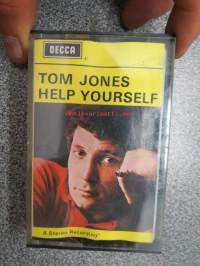 DECCA
TOM JONES
HELP YOURSELF
A Stereo Recording